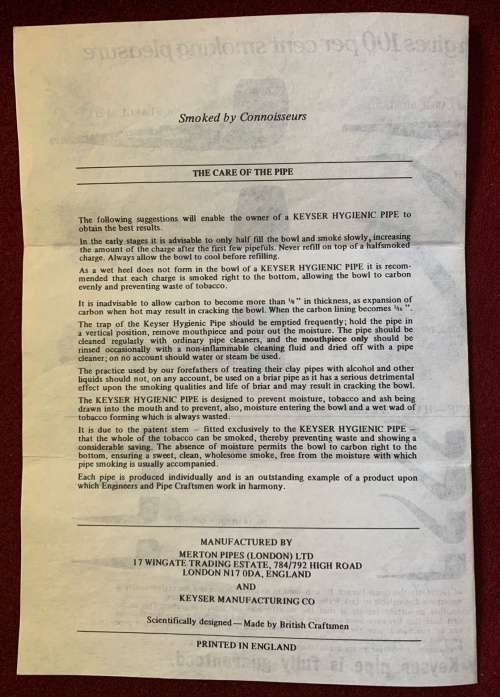 gives 100 per cent smoking pleasure
Smoked by Connoisseurs
THE CARE OF THE PIPE
The following suggestions will enable the owner of a KEYSER HYGIENIC PIPE to
obtain the best results.
In the early stages it is advisable to only half fill the bowl and smoke slowly, increasing
the amount of the charge after the first few pipefuls. Never refill on top of a halfsmoked
charge. Always allow the bowl to cool before refilling.
As a wet heel does not form in the bowl of a KEYSER HYGIENIC PIPE it is recom-
mended that each charge is smoked right to the bottom, allowing the bowl to carbon
evenly and preventing waste of tobacco.
It is inadvisable to allow carbon to become more than ⅛" in thickness, as expansion of
carbon when hot may result in cracking the bowl. When the carbon lining becomes
The trap of the Keyser Hygienic Pipe should be emptied frequently; hold the pipe in
a vertical position, remove mouthpiece and pour out the moisture. The pipe should be
cleaned regularly with ordinary pipe cleaners, and the mouthpiece only should be
rinsed occasionally with a non-inflammable cleaning fluid and dried off with a pipe
cleaner; on no account should water or steam be used.
The practice used by our forefathers of treating their clay pipes with alcohol and other
liquids should not, on any account, be used on a briar pipe as it has a serious detrimental
effect upon the smoking qualities and life of briar and may result in cracking the bowl.
The KEYSER HYGIENIC PIPE is designed to prevent moisture, tobacco and ash being
drawn into the mouth and to prevent, also, moisture entering the bowl and a wet wad of
tobacco forming which is always wasted.
It is due to the patent stem – fitted exclusively to the KEYSER HYGIENIC PIPE –
that the whole of the tobacco can be smoked, thereby preventing waste and showing a
considerable saving. The absence of moisture permits the bowl to carbon right to the
bottom, ensuring a sweet, clean, wholesome smoke, free from the moisture with which
pipe smoking is usually accompanied.
Each pipe is produced individually and is an outstanding example of a product upon
which Engineers and Pipe Craftsmen work in harmony.
MANUFACTURED BY
MERTON PIPES (LONDON) LTD
17 WINGATE TRADING ESTATE, 784/792 HIGH ROAD
LONDON N17 0DA, ENGLAND
AND
KEYSER MANUFACTURING CO
Scientifically designed — Made by British Craftsmen
PRINTED IN ENGLAND
Keyser pipe is fully guaranteed.